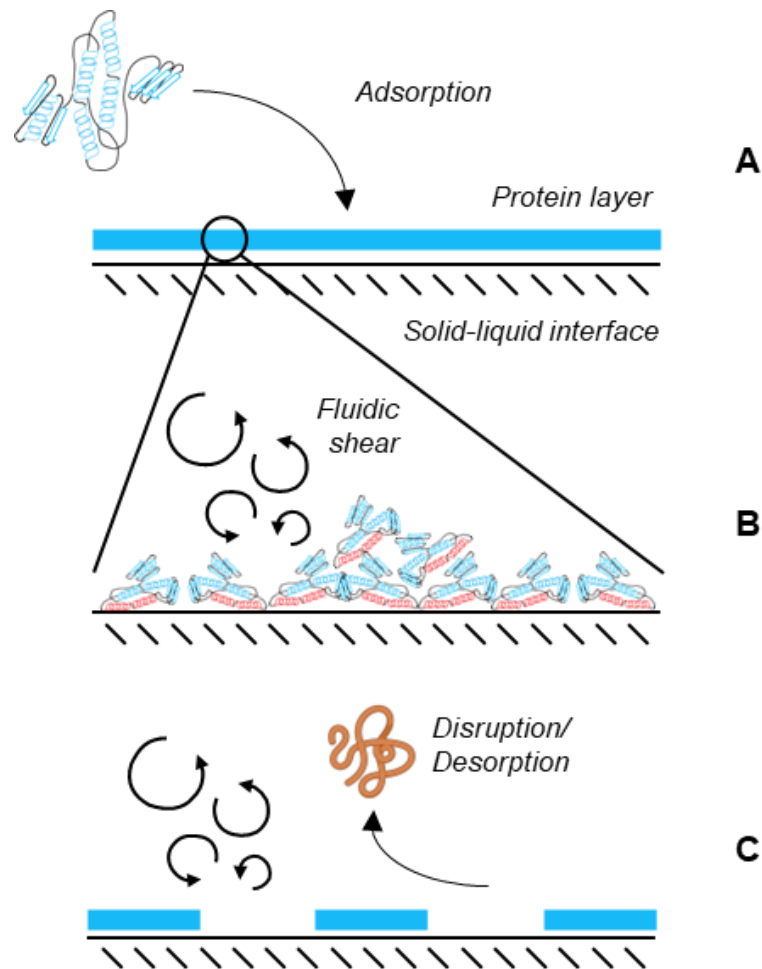 Adsorption
A
Protein layer
Solid-liquid interface
Fluidic
shear
B
Disruption/
Desorption
C